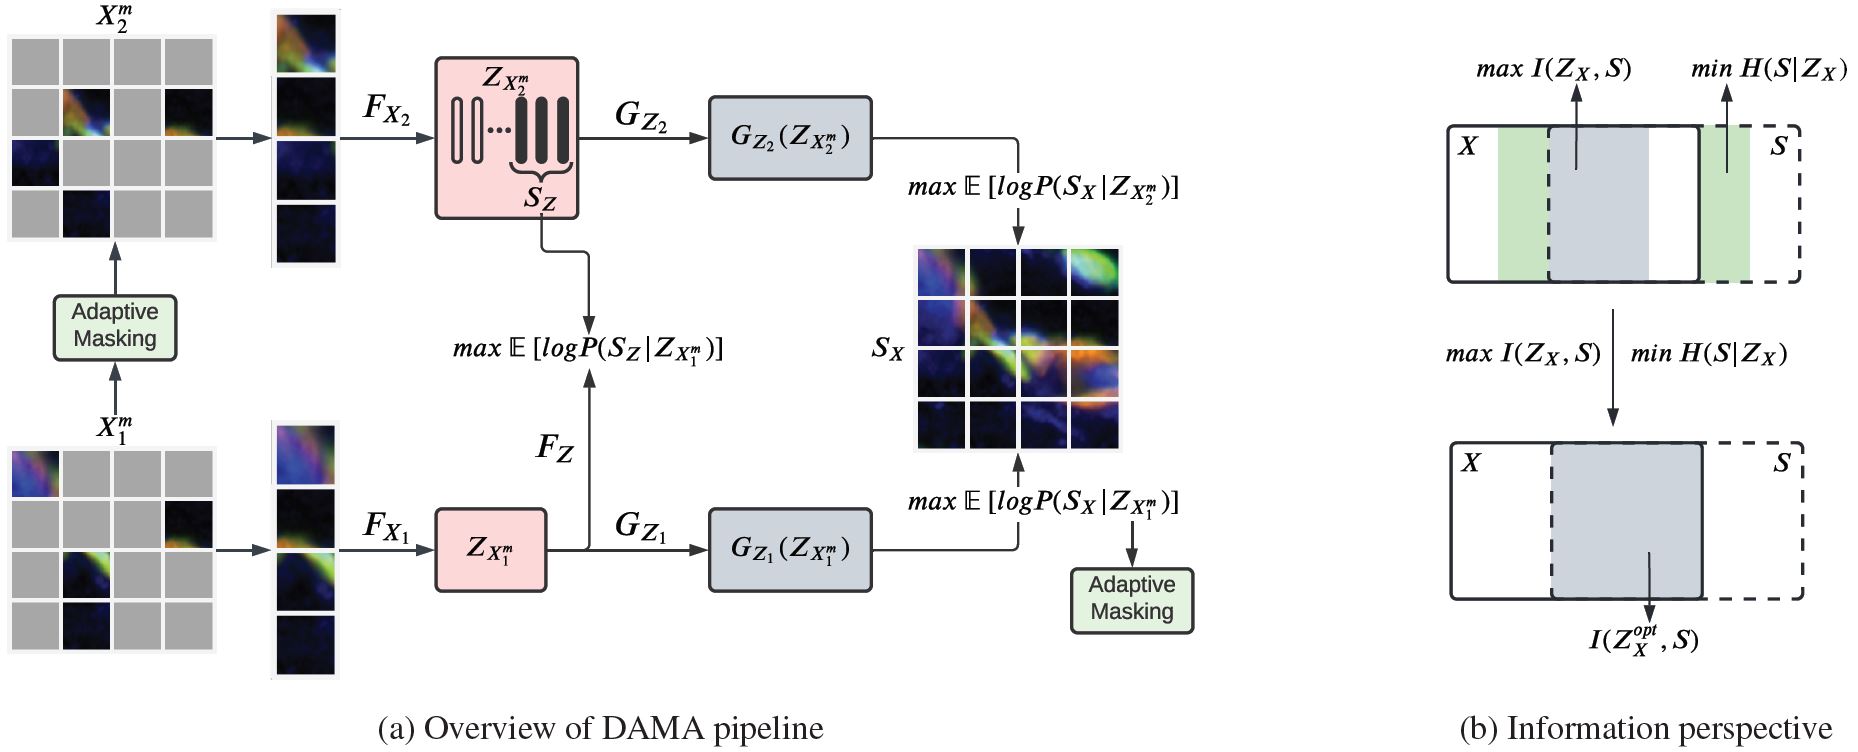 X_2^m
F_{X_2}
Z_{X_2^m}
S_Z
G_{Z_2}
G_{Z_2}(Z_{X_2^m})
max 𝔼 [logP(S_X|Z_{X_2^m})]
Adaptive
Masking
max 𝔼 [logP(S_Z|Z_{X_1^m})]
S_X
X_1^m
F_{X_1}
Z_{X_1^m}
F_Z
G_{Z_1}
G_{Z_1}(Z_{X_1^m})
max 𝔼 [logP(S_X|Z_{X_1^m})]
Adaptive
Masking
(a) Overview of DAMA pipeline
max I(Z_X, S)
min H(S|Z_X)
X
S
max I(Z_X, S)
min H(S|Z_X)
X
S
I(Z_X^{opt}, S)
(b) Information perspective